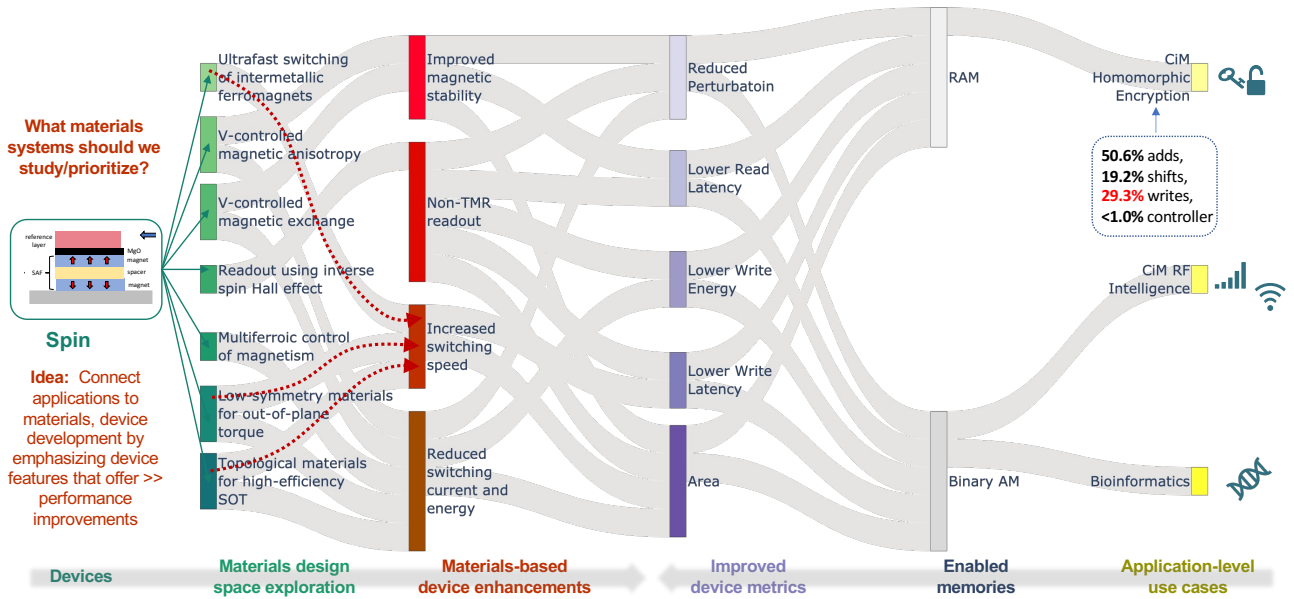 What materials
systems should we
study/prioritize?
reference
layer
MgO
magnet
SAF
spacer
magnet
Spin
Idea: Connect
applications to
materials, device
development by
emphasizing device
features that offer >>
performance
improvements
Ultrafast switching
of intermetallic
ferromagnets
V-controlled
magnetic anisotropy
V-controlled
magnetic exchange
Readout using inverse
spin Hall effect
Multiferroic control
of magnetism
Low-symmetry materials
for out-of-plane
torque
Topological materials
for high-efficiency
SOT
Improved
magnetic
stability
Non-TMR
readout
Increased
switching
speed
Reduced
switching
current and
energy
Reduced
Perturbatoin
Lower Read
Latency
Lower Write
Energy
Lower Write
Latency
Area
RAM
Binary AM
CiM
Homomorphic
Encryption
50.6% adds,
19.2% shifts,
29.3% writes,
<1.0% controller
CiM RF
Intelligence
Bioinformatics
Devices
Materials design
space exploration
Materials-based
device enhancements
Improved
device metrics
Enabled
memories
Application-level
use cases